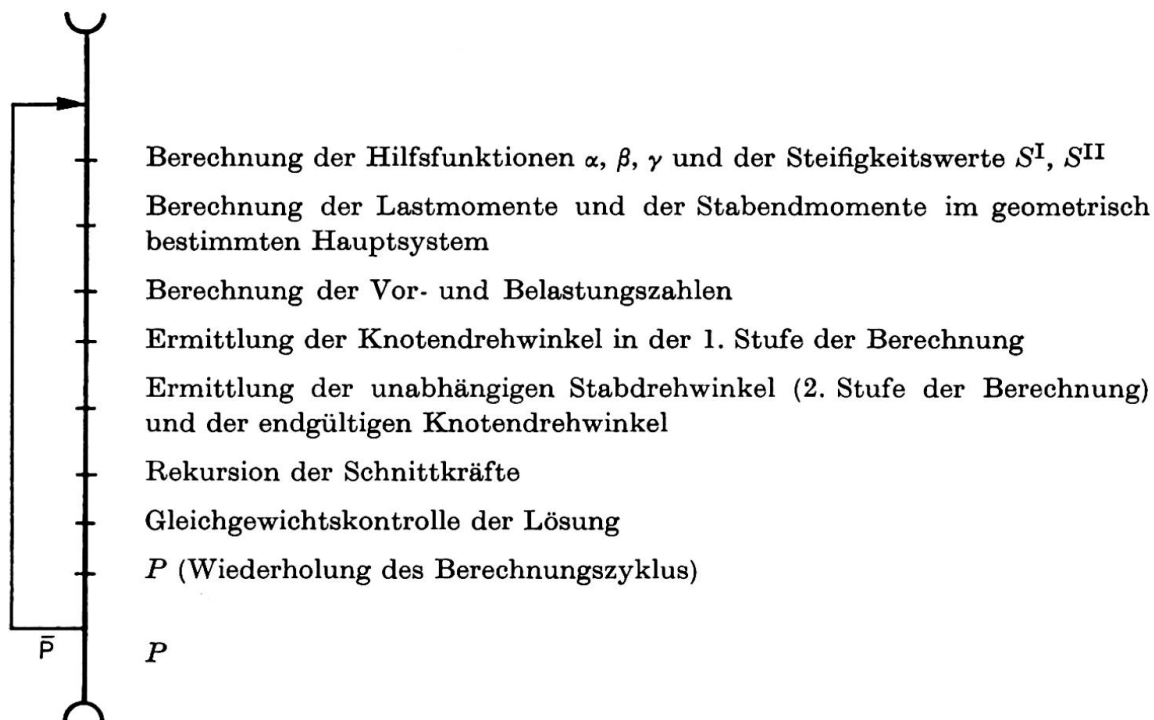 Berechnung der Hilfsfunktionen α, β, γ und der Steifigkeitswerte Sᴵ, Sᴵᴵ
Berechnung der Lastmomente und der Stabendmomente im geometrisch
bestimmten Hauptsystem
Berechnung der Vor- und Belastungszahlen
Ermittlung der Knotendrehwinkel in der 1. Stufe der Berechnung
Ermittlung der unabhängigen Stabdrehwinkel (2. Stufe der Berechnung)
und der endgültigen Knotendrehwinkel
Rekursion der Schnittkräfte
Gleichgewichtskontrolle der Lösung
P (Wiederholung des Berechnungszyklus)
P̄
P